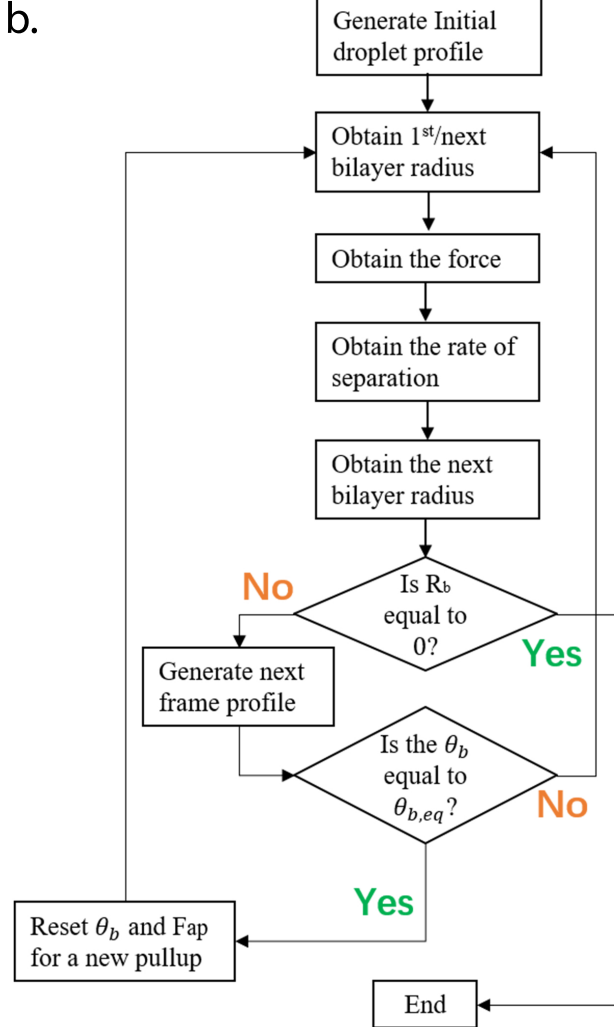 b.
Generate Initial
droplet profile
Obtain 1st/next
bilayer radius
Obtain the force
Obtain the rate of
separation
Obtain the next
bilayer radius
Is Rb
equal to
0?
No
Yes
Generate next
frame profile
Is the θb
equal to
θb,eq?
No
Yes
Reset θb and Fap
for a new pullup
End